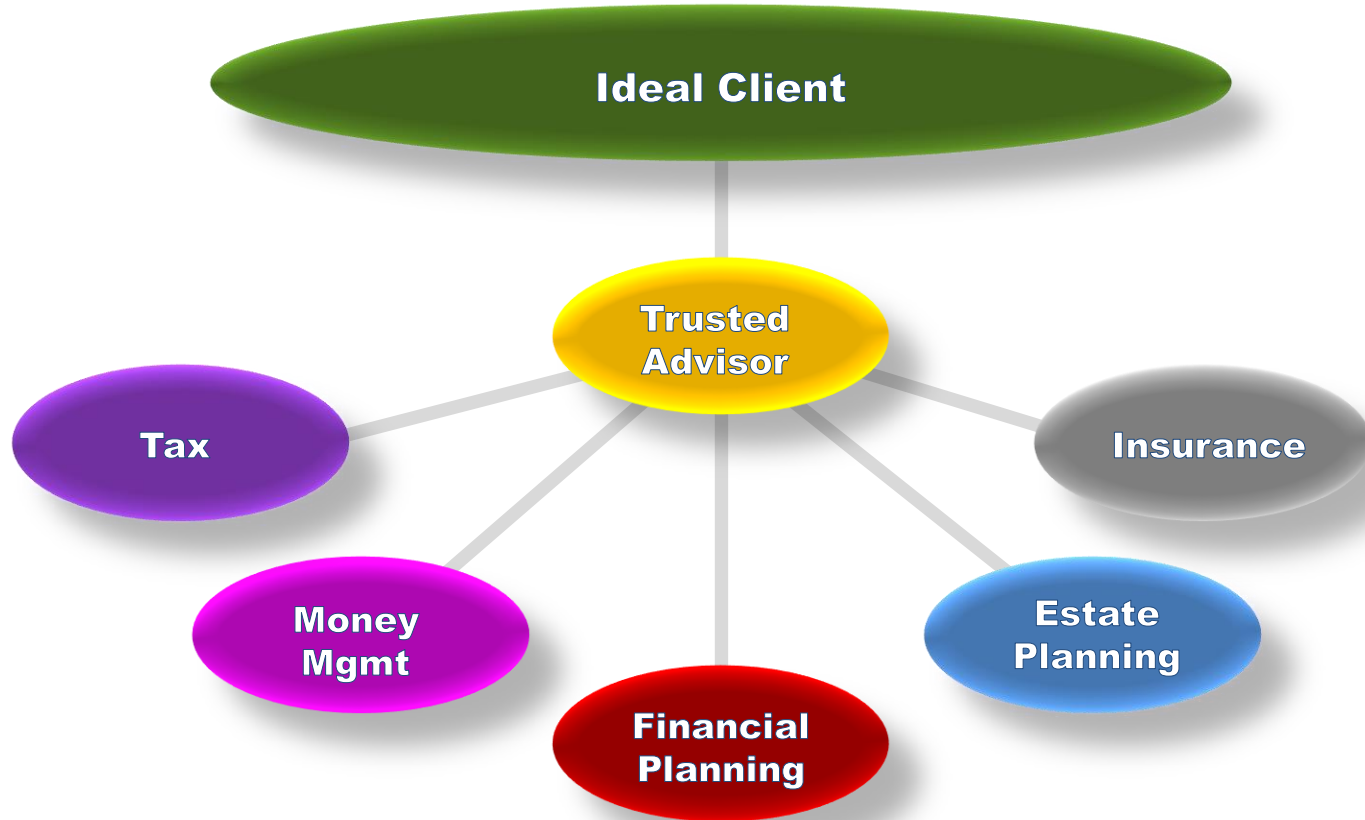 Ideal Client
Trusted
Advisor
Tax
Insurance
Money
Mgmt
Estate
Planning
Financial
Planning